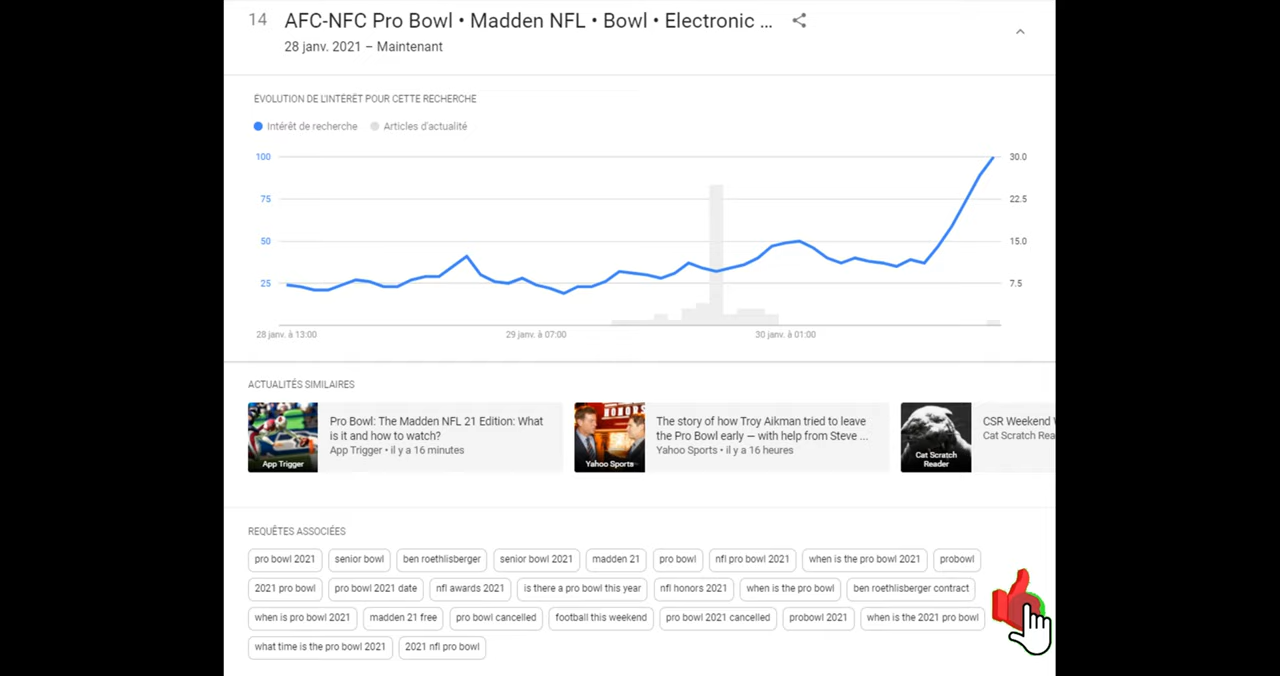 14 AFC-NFC Pro Bowl • Madden NFL • Bowl • Electronic ...
28 janv. 2021 – Maintenant
ÉVOLUTION DE L'INTÉRÊT POUR CETTE RECHERCHE
Intérêt de recherche Articles d'actualité
100 30.0
75 22.5
50 15.0
25 7.5
28 janv. à 13:00 29 janv. à 07:00 30 janv. à 01:00
ACTUALITÉS SIMILAIRES
Pro Bowl: The Madden NFL 21 Edition: What
is it and how to watch?
App Trigger • il y a 16 minutes
App Trigger
The story of how Troy Aikman tried to leave
the Pro Bowl early — with help from Steve ...
Yahoo Sports • il y a 16 heures
Yahoo Sports
CSR Weekend
Cat Scratch Rea
Cat Scratch
Reader
REQUÊTES ASSOCIÉES
pro bowl 2021 senior bowl ben roethlisberger senior bowl 2021 madden 21 pro bowl nfl pro bowl 2021 when is the pro bowl 2021 probowl
2021 pro bowl pro bowl 2021 date nfl awards 2021 is there a pro bowl this year nfl honors 2021 when is the pro bowl ben roethlisberger contract
when is pro bowl 2021 madden 21 free pro bowl cancelled football this weekend pro bowl 2021 cancelled probowl 2021 when is the 2021 pro bowl
what time is the pro bowl 2021 2021 nfl pro bowl